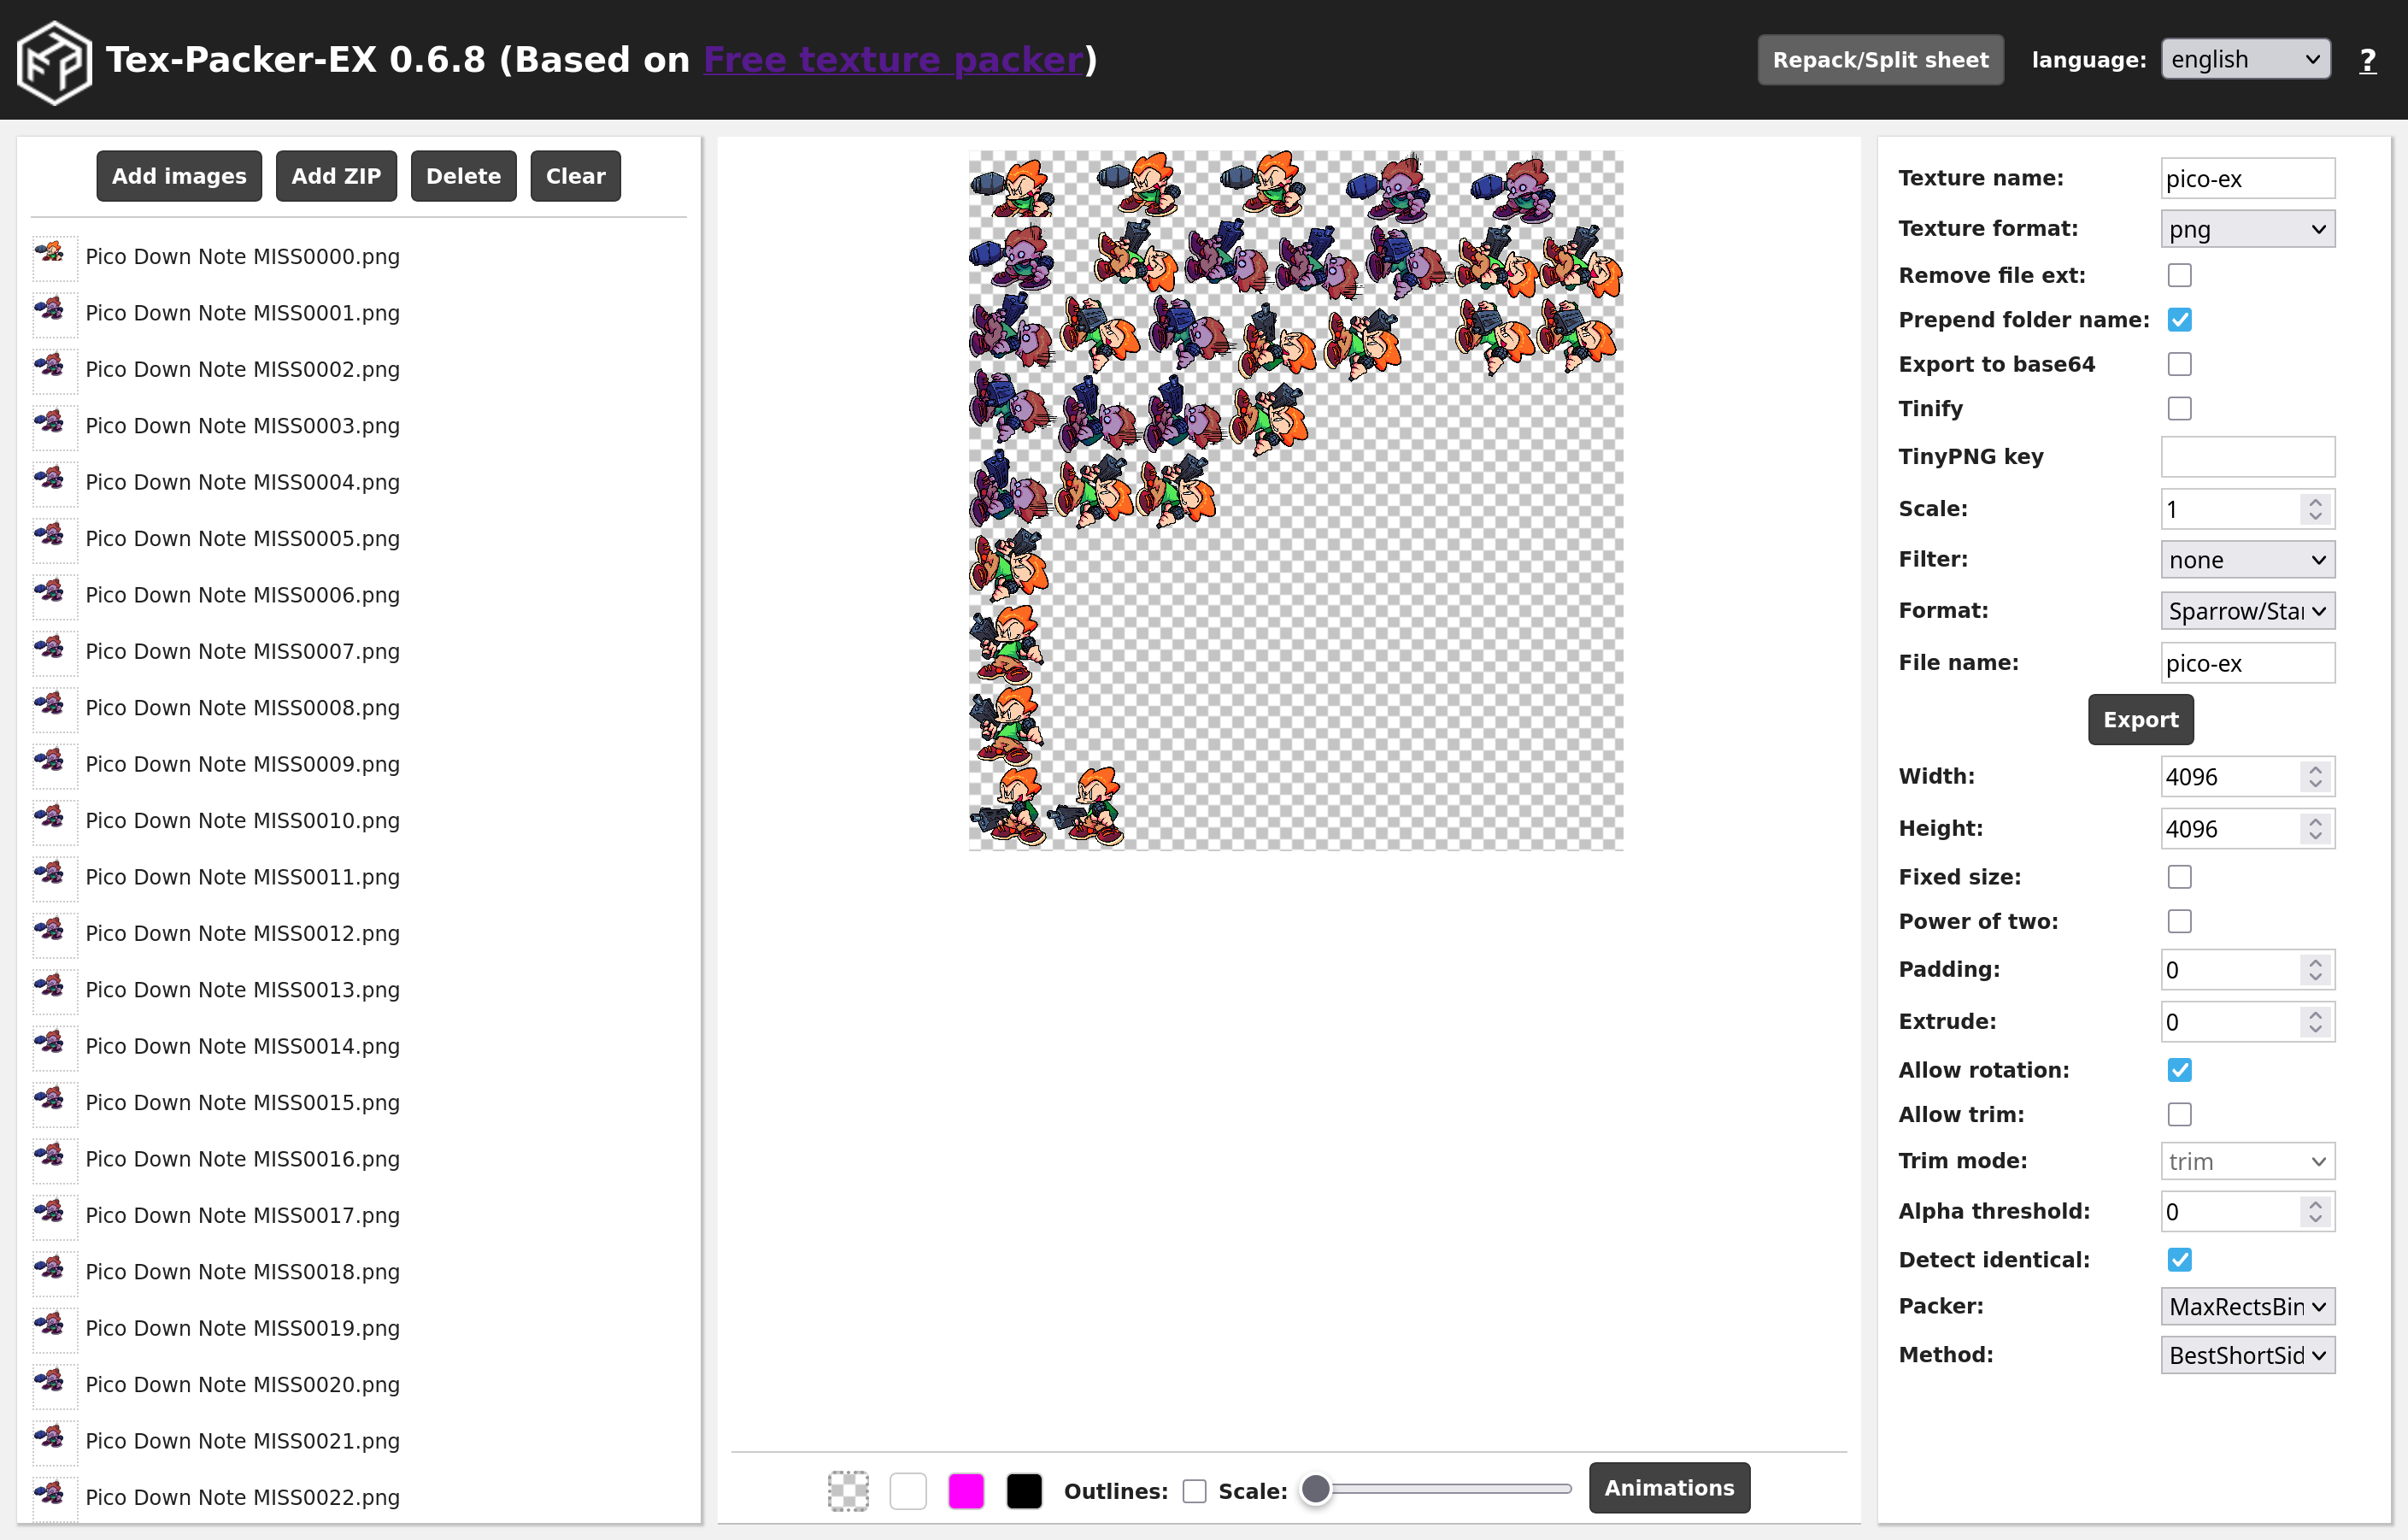 Tex-Packer-EX 0.6.8 (Based on Free texture packer)
Repack/Split sheet
language:
english
?
Add images
Add ZIP
Delete
Clear
Pico Down Note MISS0000.png
Pico Down Note MISS0001.png
Pico Down Note MISS0002.png
Pico Down Note MISS0003.png
Pico Down Note MISS0004.png
Pico Down Note MISS0005.png
Pico Down Note MISS0006.png
Pico Down Note MISS0007.png
Pico Down Note MISS0008.png
Pico Down Note MISS0009.png
Pico Down Note MISS0010.png
Pico Down Note MISS0011.png
Pico Down Note MISS0012.png
Pico Down Note MISS0013.png
Pico Down Note MISS0014.png
Pico Down Note MISS0015.png
Pico Down Note MISS0016.png
Pico Down Note MISS0017.png
Pico Down Note MISS0018.png
Pico Down Note MISS0019.png
Pico Down Note MISS0020.png
Pico Down Note MISS0021.png
Pico Down Note MISS0022.png
Outlines:
Scale:
Animations
Texture name: pico-ex
Texture format: png
Remove file ext:
Prepend folder name:
Export to base64
Tinify
TinyPNG key
Scale: 1
Filter: none
Format: Sparrow/Star
File name: pico-ex
Export
Width: 4096
Height: 4096
Fixed size:
Power of two:
Padding: 0
Extrude: 0
Allow rotation:
Allow trim:
Trim mode: trim
Alpha threshold: 0
Detect identical:
Packer: MaxRectsBin
Method: BestShortSid